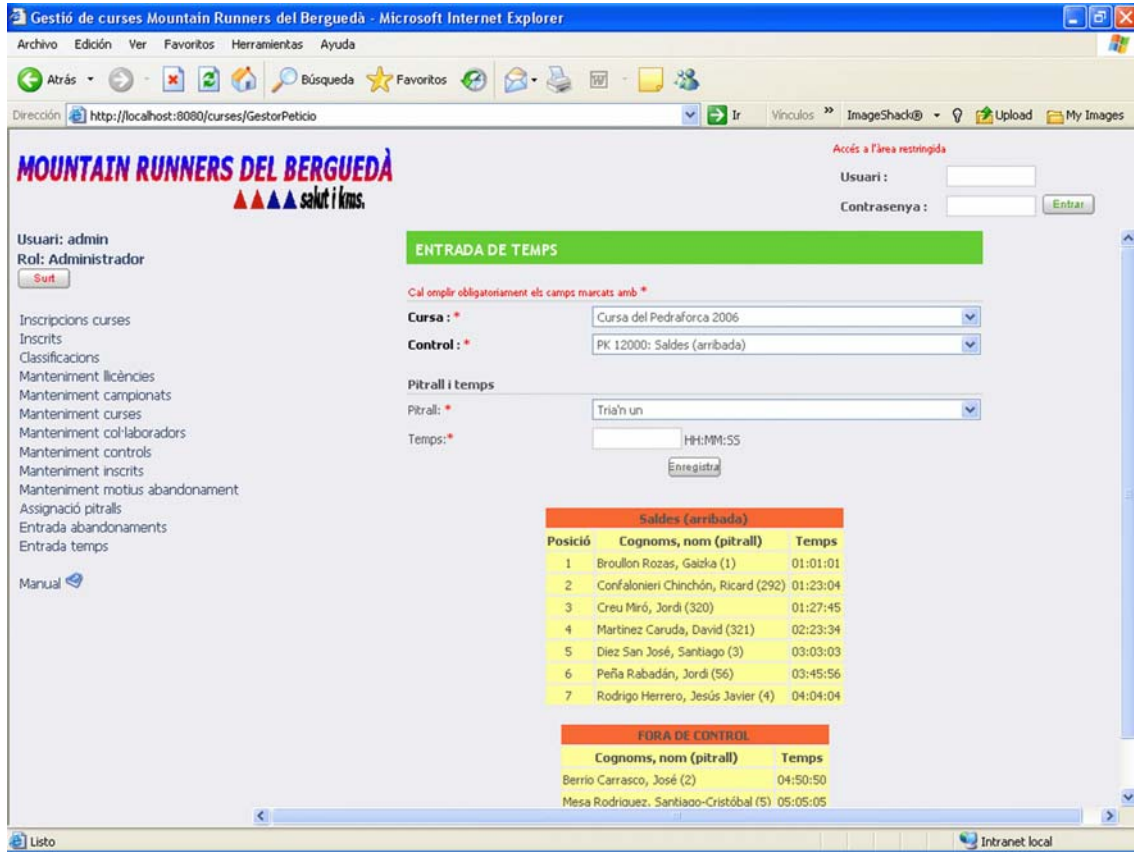 Gestió de curses Mountain Runners del Berguedà - Microsoft Internet Explorer
Archivo Edición Ver Favoritos Herramientas Ayuda
Atrás Búsqueda Favoritos
Dirección http://localhost:8080/curses/GestorPeticio Ir Vínculos » ImageShack® Upload My Images
MOUNTAIN RUNNERS DEL BERGUEDÀ
salut i kms.
Accés a l'àrea restringida
Usuari :
Contrasenya : Entrar
Usuari: admin
Rol: Administrador
Surt
Inscripcions curses
Inscrits
Classificacions
Manteniment llicències
Manteniment campionats
Manteniment curses
Manteniment col·laboradors
Manteniment controls
Manteniment inscrits
Manteniment motius abandonament
Assignació pitralls
Entrada abandonaments
Entrada temps
Manual
ENTRADA DE TEMPS
Cal omplir obligatoriament els camps marcats amb *
Cursa : * Cursa del Pedraforca 2006
Control : * PK 12000: Saldes (arribada)
Pitrall i temps
Pitrall: * Tria'n un
Temps:* HH:MM:SS
Enregistra
Saldes (arribada)
Posició Cognoms, nom (pitrall) Temps
1 Broullon Rozas, Gaizka (1) 01:01:01
2 Confalonieri Chinchón, Ricard (292) 01:23:04
3 Creu Miró, Jordi (320) 01:27:45
4 Martinez Caruda, David (321) 02:23:34
5 Diez San José, Santiago (3) 03:03:03
6 Peña Rabadán, Jordi (56) 03:45:56
7 Rodrigo Herrero, Jesús Javier (4) 04:04:04
FORA DE CONTROL
Cognoms, nom (pitrall) Temps
Berrio Carrasco, José (2) 04:50:50
Mesa Rodriguez, Santiago-Cristóbal (5) 05:05:05
Listo Intranet local